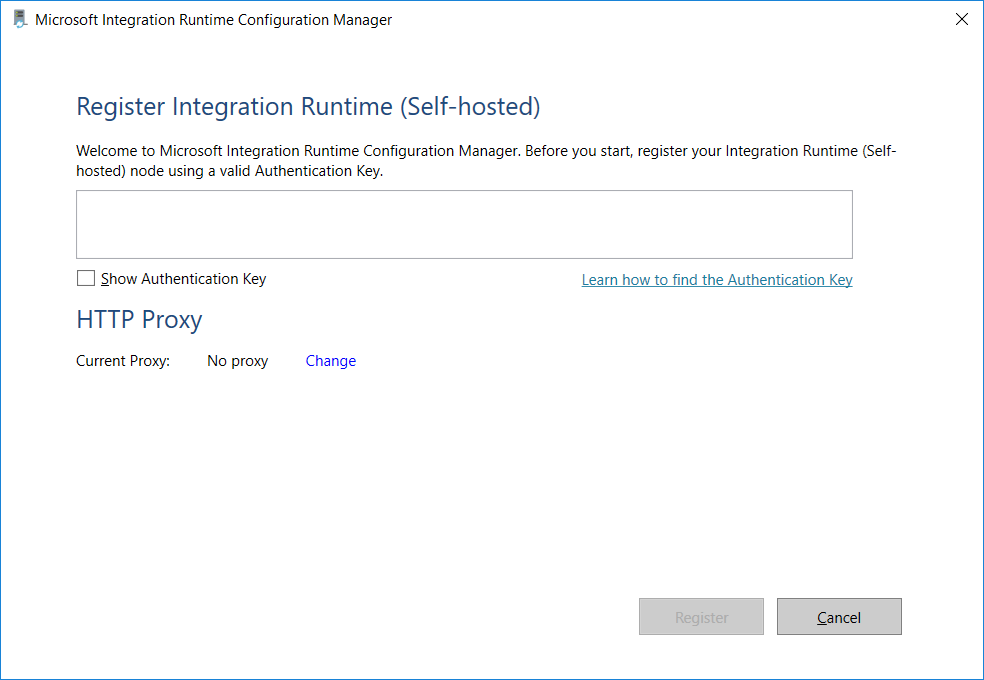 Microsoft Integration Runtime Configuration Manager
Register Integration Runtime (Self-hosted)
Welcome to Microsoft Integration Runtime Configuration Manager. Before you start, register your Integration Runtime (Self-
hosted) node using a valid Authentication Key.
Show Authentication Key
Learn how to find the Authentication Key
HTTP Proxy
Current Proxy: No proxy Change
Register Cancel